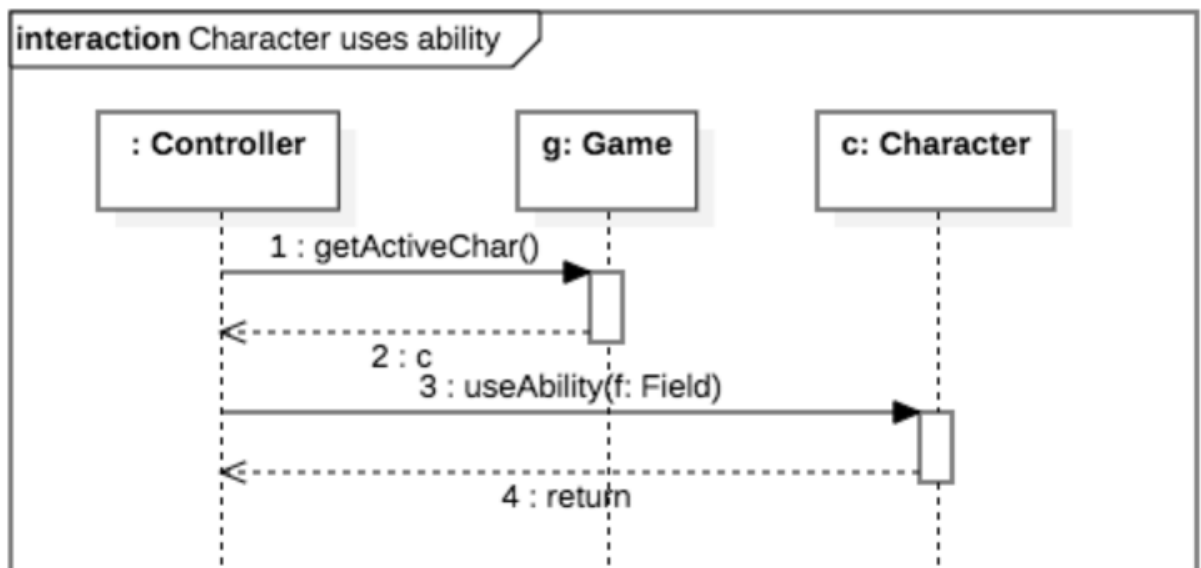 interaction Character uses ability
: Controller
g: Game
c: Character
1 : getActiveChar()
2 : c
3 : useAbility(f: Field)
4 : return